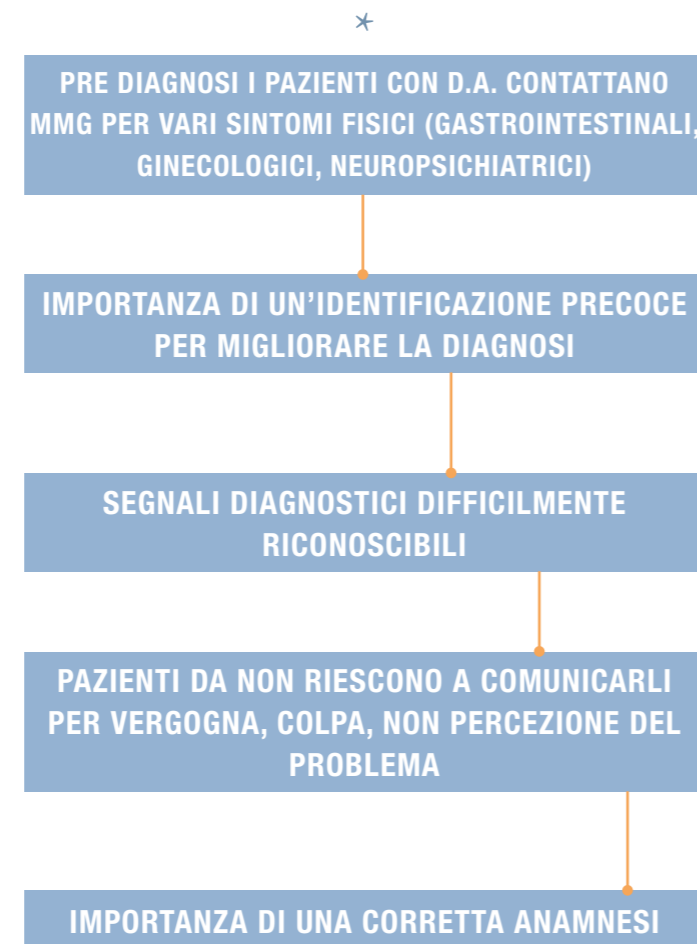 PRE DIAGNOSI I PAZIENTI CON D.A. CONTATTANO
MMG PER VARI SINTOMI FISICI (GASTROINTESTINALI,
GINECOLOGICI, NEUROPSICHIATRICI)
IMPORTANZA DI UN’IDENTIFICAZIONE PRECOCE
PER MIGLIORARE LA DIAGNOSI
SEGNALI DIAGNOSTICI DIFFICILMENTE
RICONOSCIBILI
PAZIENTI DA NON RIESCONO A COMUNICARLI
PER VERGOGNA, COLPA, NON PERCEZIONE DEL
PROBLEMA
IMPORTANZA DI UNA CORRETTA ANAMNESI